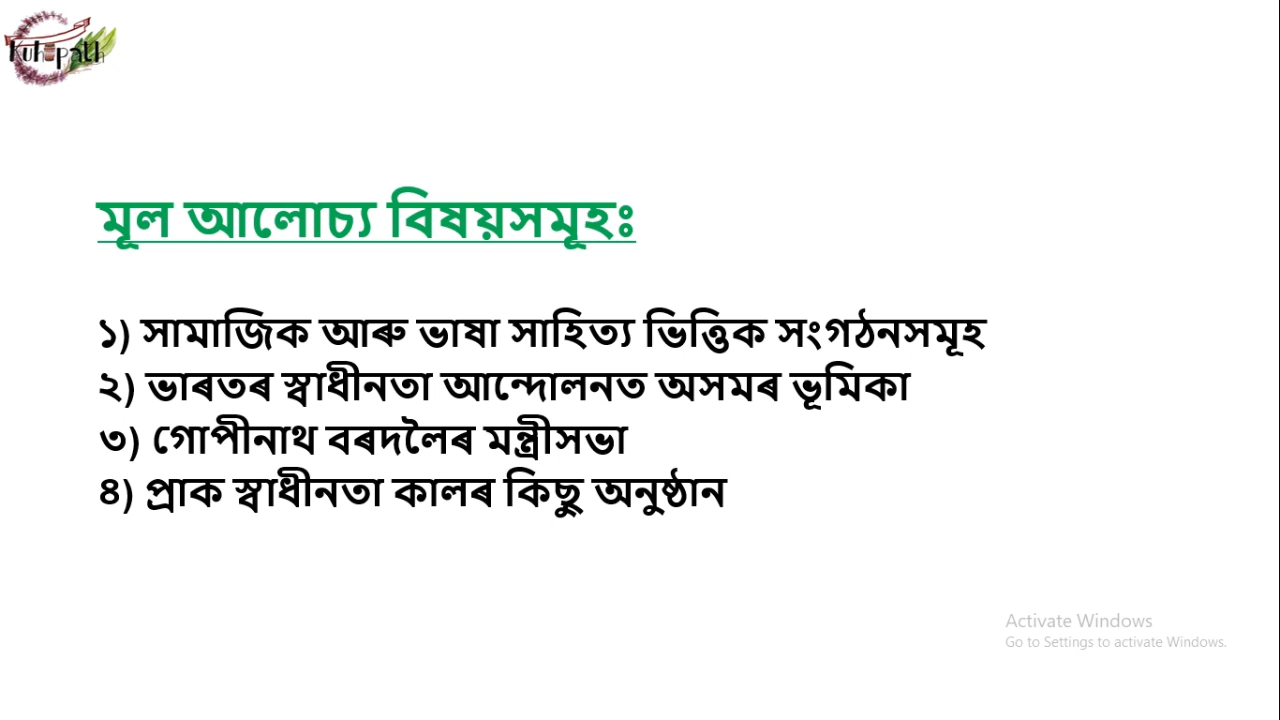 Kuhipath
মূল আলোচ্য বিষয়সমূহঃ
১) সামাজিক আৰু ভাষা সাহিত্য ভিত্তিক সংগঠনসমূহ
২) ভাৰতৰ স্বাধীনতা আন্দোলনত অসমৰ ভূমিকা
৩) গোপীনাথ বৰদলৈৰ মন্ত্ৰীসভা
৪) প্ৰাক স্বাধীনতা কালৰ কিছু অনুষ্ঠান
Activate Windows
Go to Settings to activate Windows.